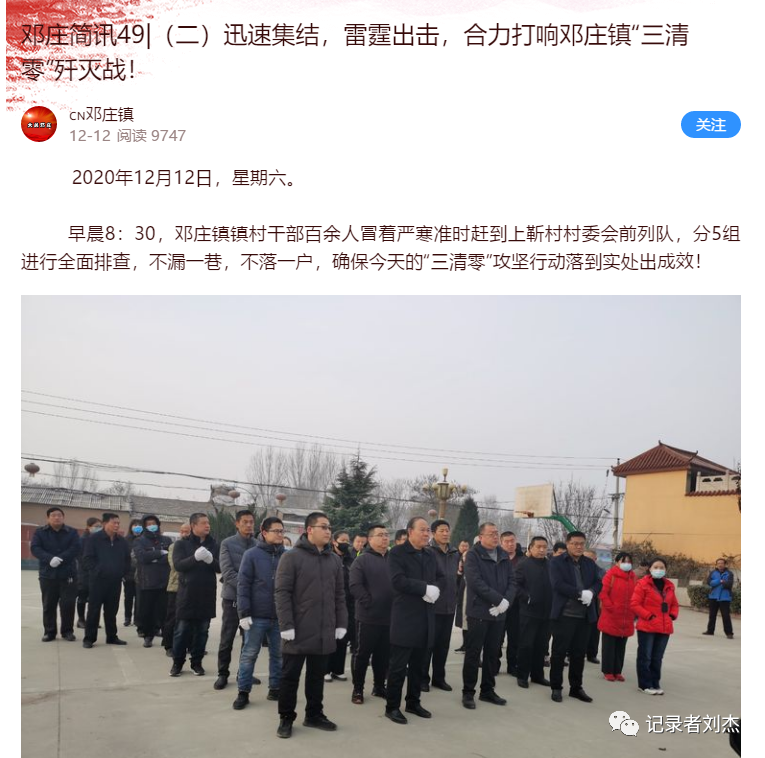 邓庄简讯49|（二）迅速集结，雷霆出击，合力打响邓庄镇“三清
零”歼灭战！
CN邓庄镇
12-12 阅读 9747
关注
2020年12月12日，星期六。
早晨8：30，邓庄镇镇村干部百余人冒着严寒准时赶到上靳村村委会前列队，分5组
进行全面排查，不漏一巷，不落一户，确保今天的“三清零”攻坚行动落到实处出成效！
记录者刘杰